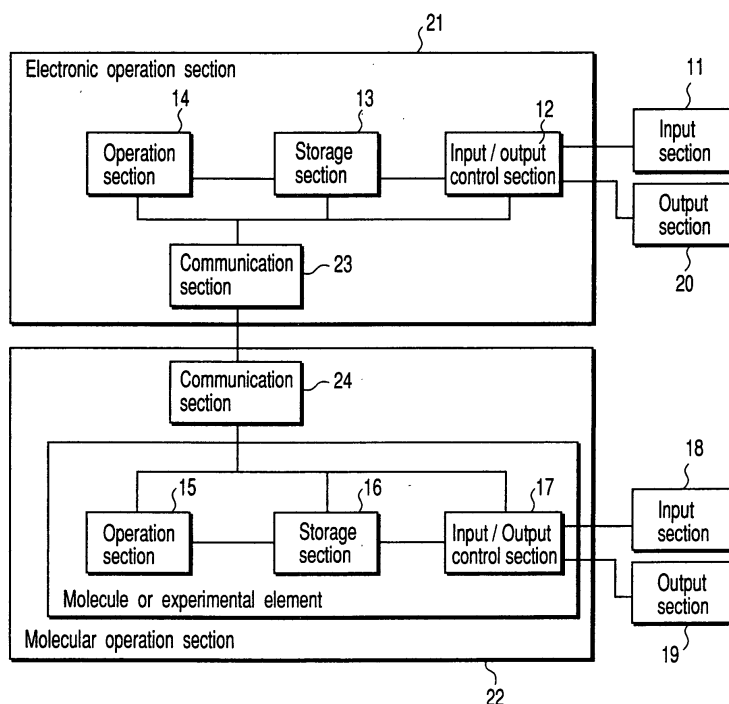 21
Electronic operation section
14
13
12
11
Operation
section
Storage
section
Input / output
control section
Input
section
Output
section
20
Communication
section
23
Communication
section
24
15
16
17
18
Operation
section
Storage
section
Input / Output
control section
Input
section
Output
section
19
Molecule or experimental element
Molecular operation section
22